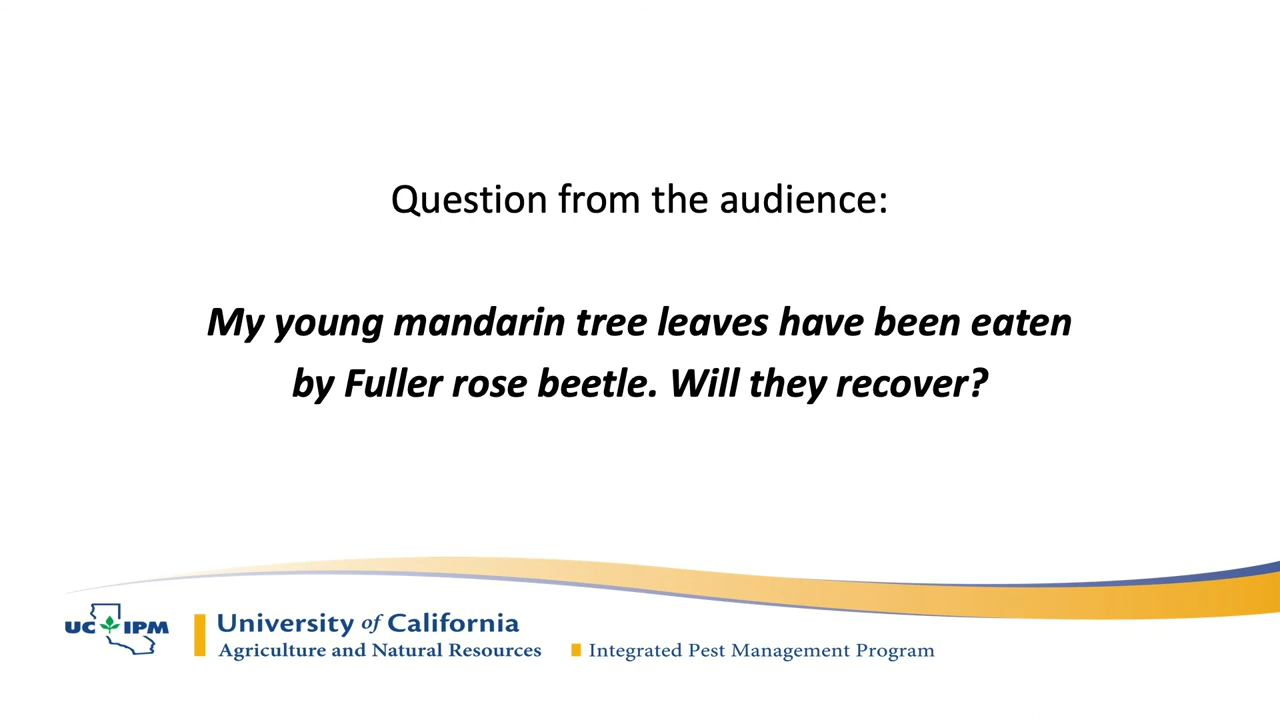 Question from the audience:
My young mandarin tree leaves have been eaten
by Fuller rose beetle. Will they recover?
UC IPM
University of California
Agriculture and Natural Resources
Integrated Pest Management Program